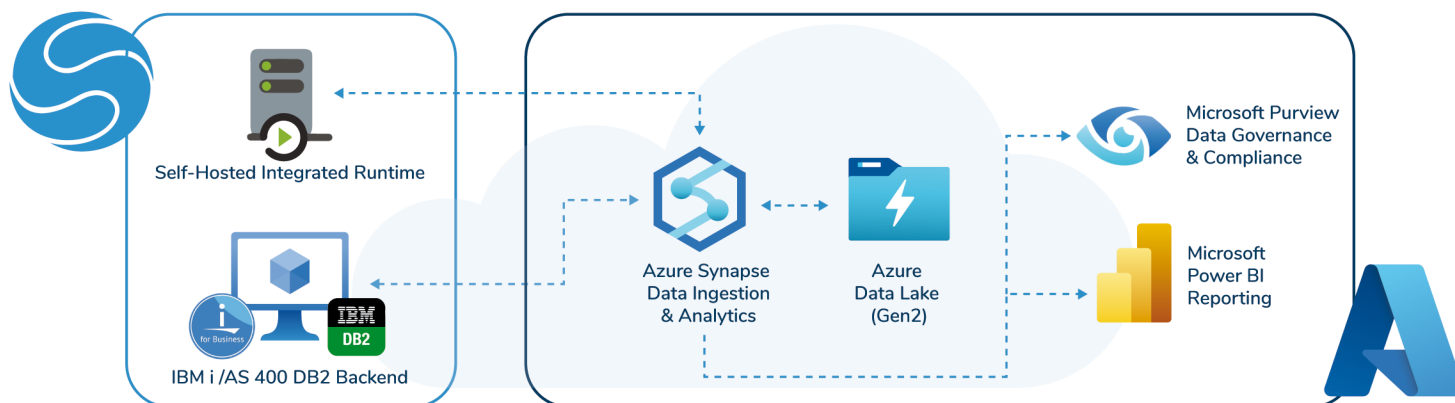 Self-Hosted Integrated Runtime
i
for Business
IBM
DB2
IBM i /AS 400 DB2 Backend
Azure Synapse
Data Ingestion
& Analytics
Azure
Data Lake
(Gen2)
Microsoft Purview
Data Governance
& Compliance
Microsoft
Power BI
Reporting